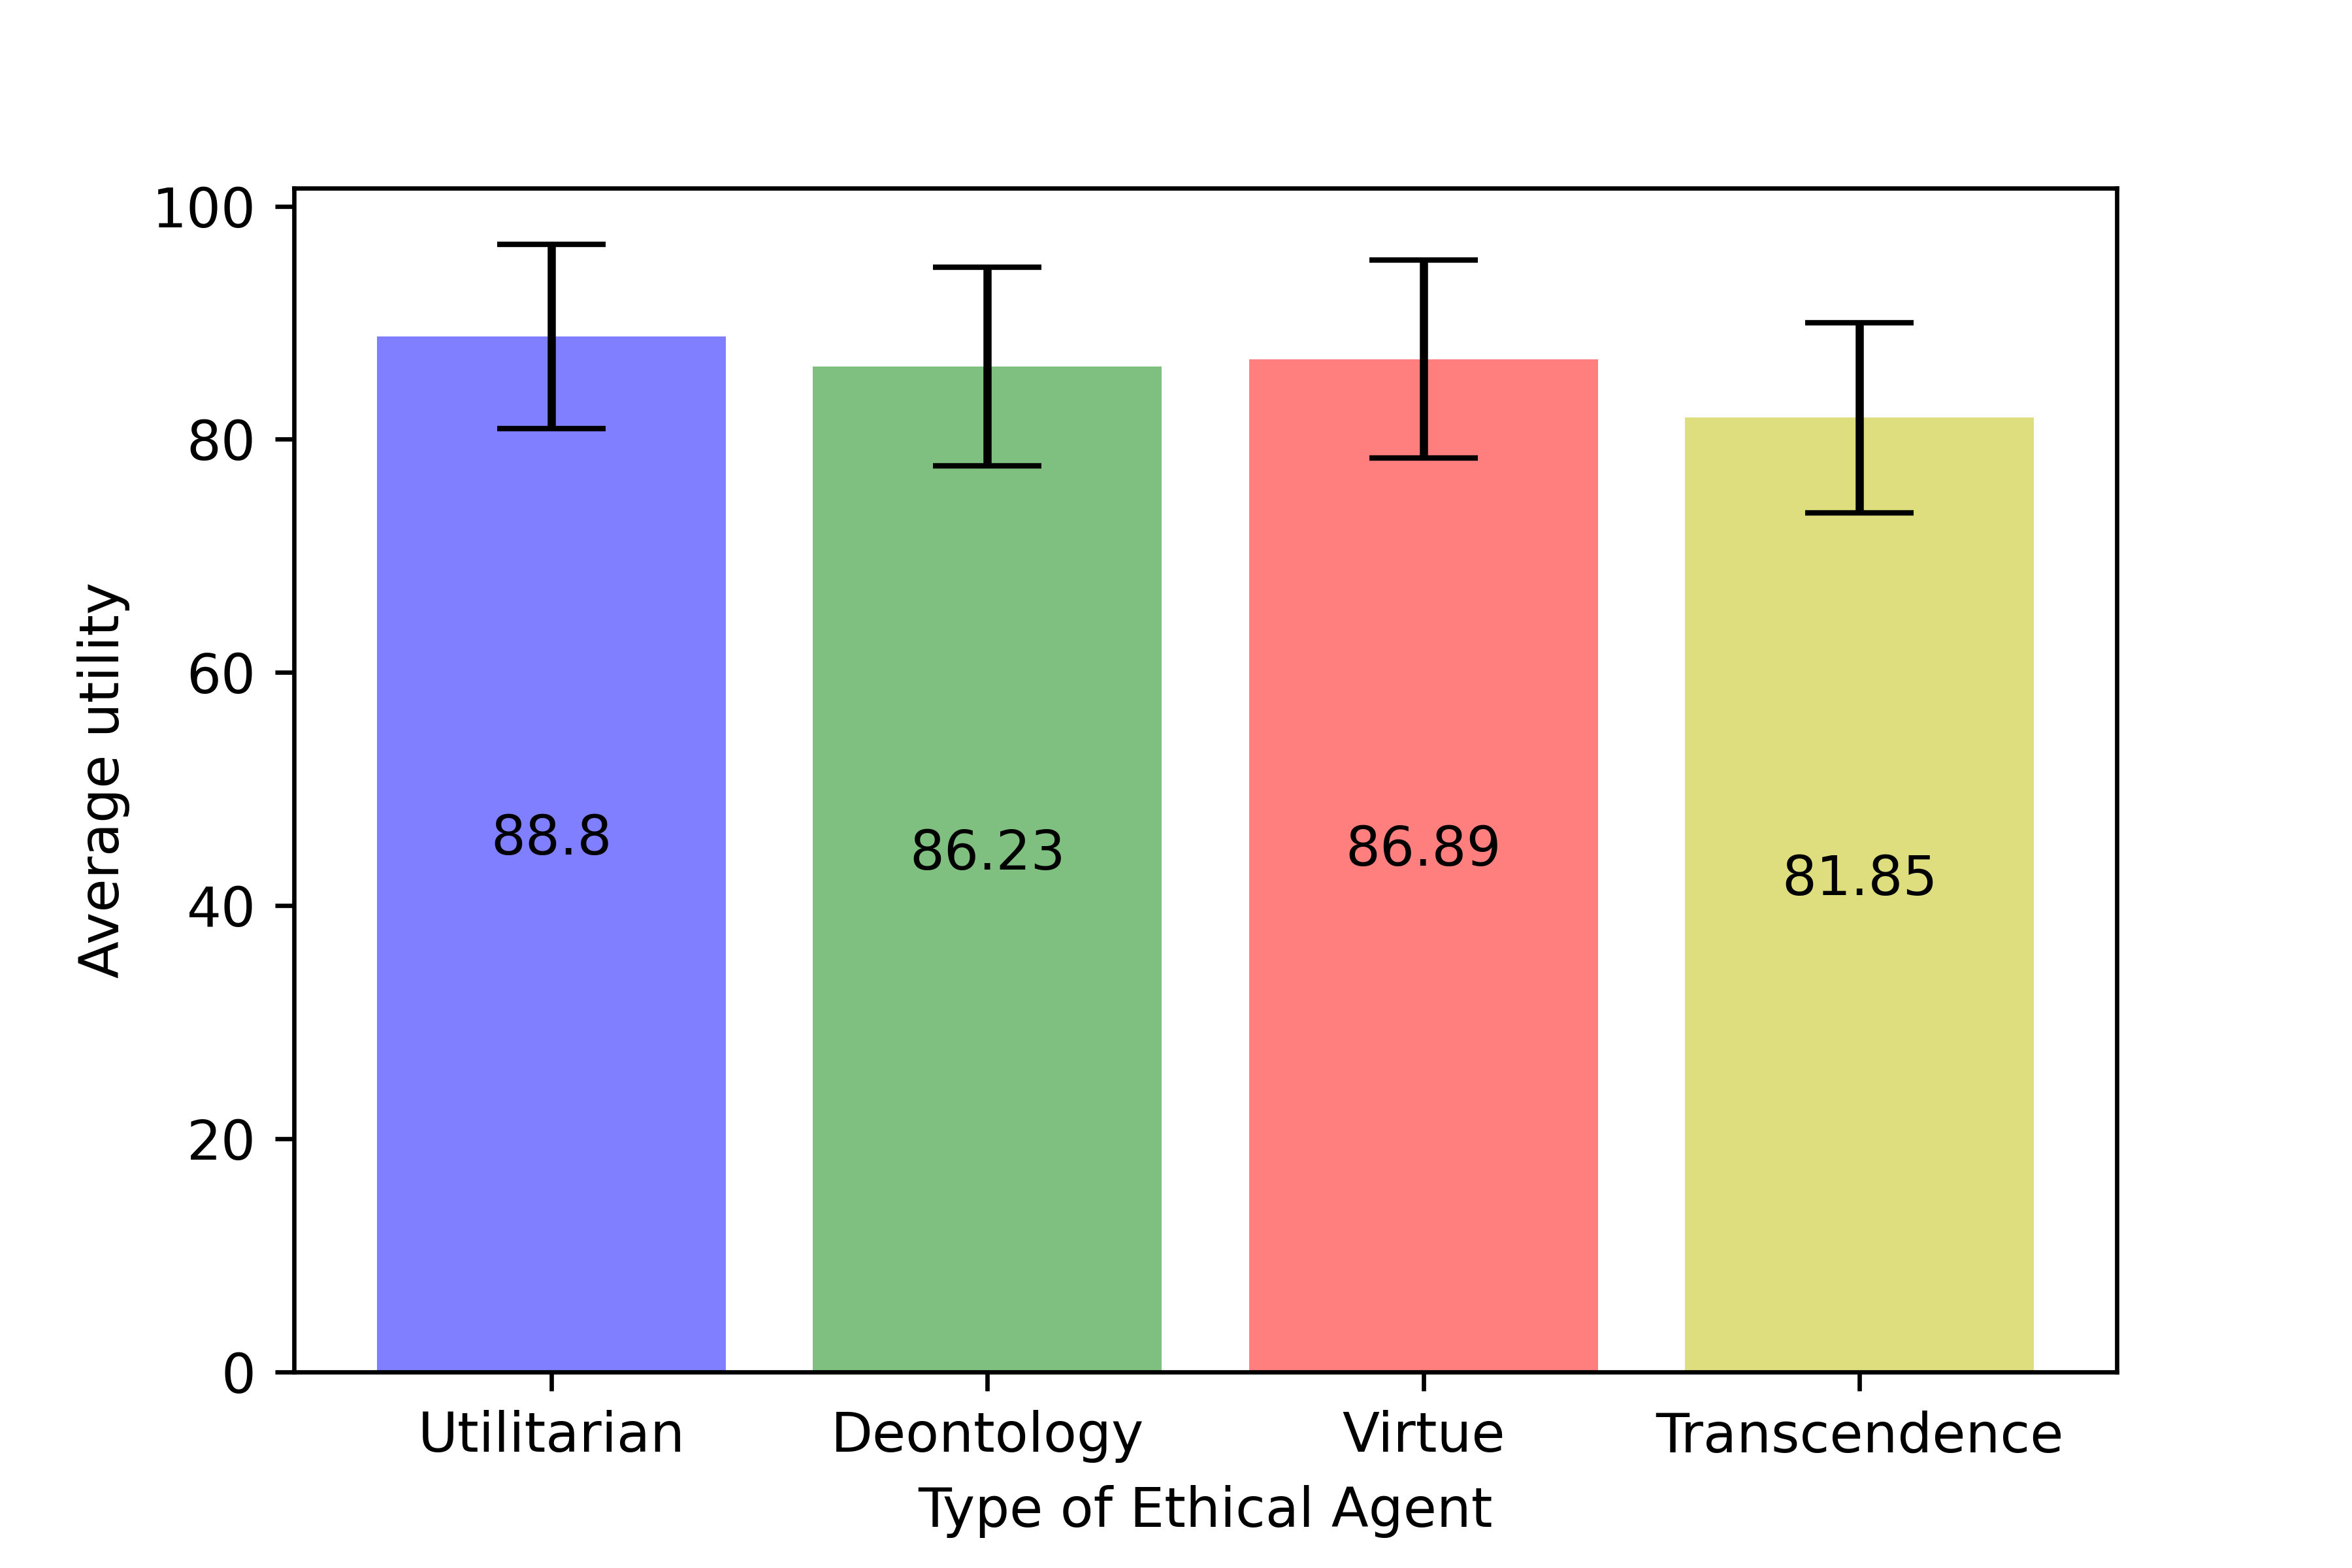 100
80
60
40
20
0
Average utility
88.8
86.23
86.89
81.85
Utilitarian
Deontology
Virtue
Transcendence
Type of Ethical Agent